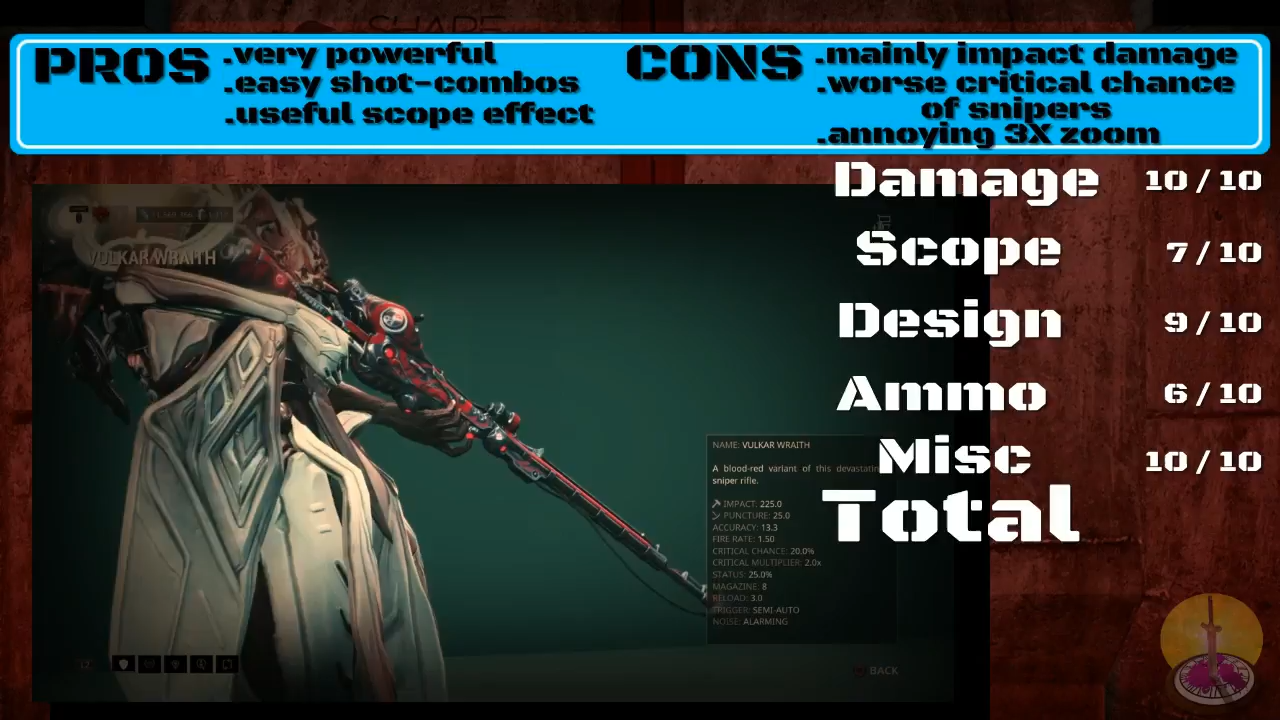 SHAPE
PROS
.very powerful
.easy shot-combos
.useful scope effect
CONS
.mainly impact damage
.worse critical chance
of snipers
.annoying 3X zoom
VULKAR WRAITH
Damage 10 / 10
Scope 7 / 10
Design 9 / 10
Ammo 6 / 10
Misc 10 / 10
Total
NAME: VULKAR WRAITH
A blood-red variant of this devastatin
sniper rifle.
IMPACT: 225.0
PUNCTURE: 25.0
ACCURACY: 13.3
FIRE RATE: 1.50
CRITICAL CHANCE: 20.0%
CRITICAL MULTIPLIER: 2.0x
STATUS: 25.0%
MAGAZINE: 8
RELOAD: 3.0
TRIGGER: SEMI-AUTO
NOISE: ALARMING
BACK